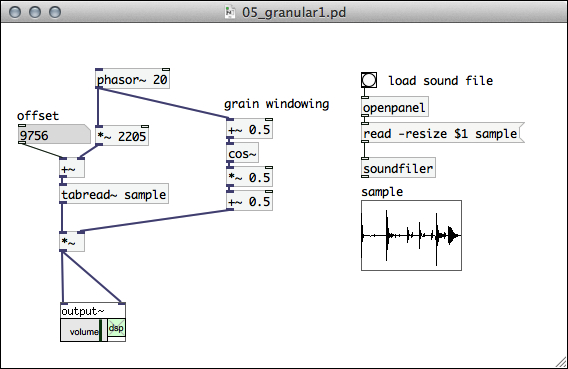 05_granular1.pd
phasor~ 20
load sound file
offset
9756
*~ 2205
grain windowing
+~ 0.5
openpanel
read -resize $1 sample
cos~
+~
*~ 0.5
soundfiler
tabread~ sample
+~ 0.5
sample
*~
output~
volume
dsp